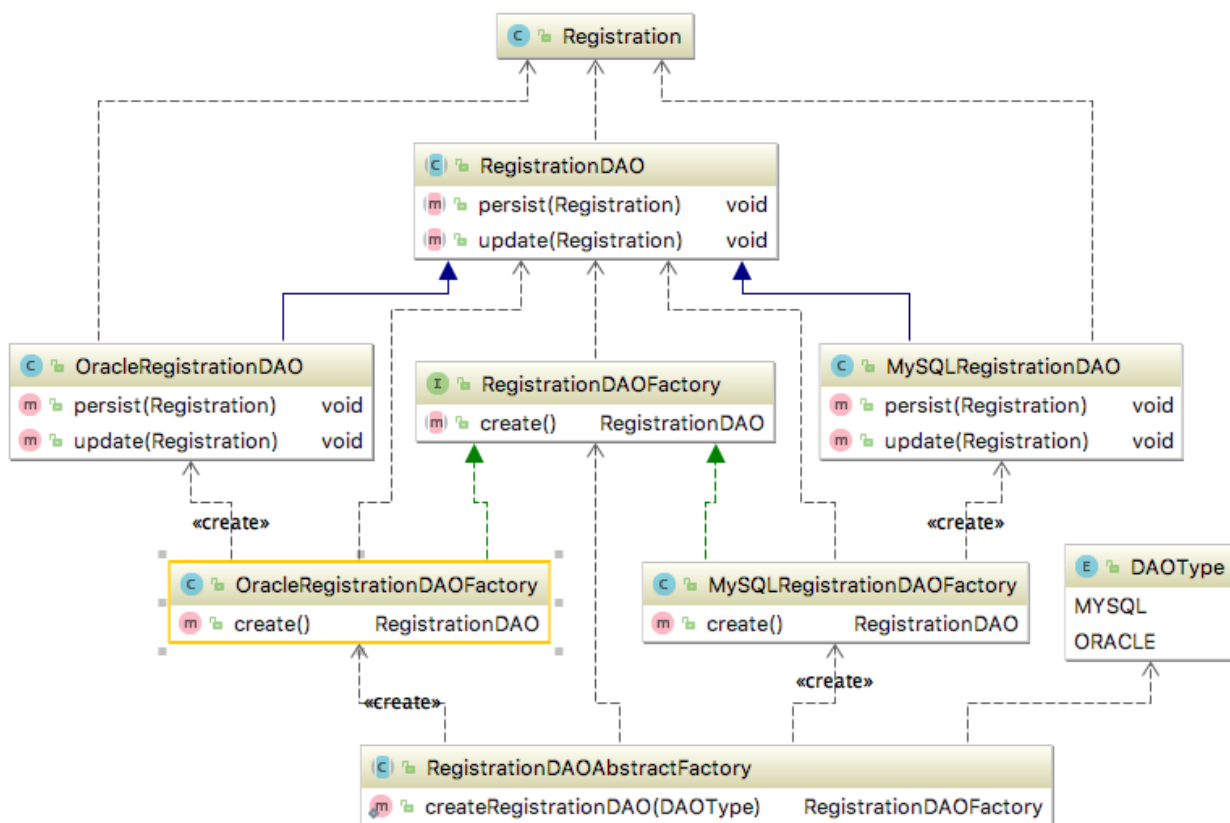 Registration
RegistrationDAO
persist(Registration) void
update(Registration) void
OracleRegistrationDAO
persist(Registration) void
update(Registration) void
RegistrationDAOFactory
create() RegistrationDAO
MySQLRegistrationDAO
persist(Registration) void
update(Registration) void
«create»
«create»
OracleRegistrationDAOFactory
create() RegistrationDAO
MySQLRegistrationDAOFactory
create() RegistrationDAO
DAOType
MYSQL
ORACLE
«create»
«create»
RegistrationDAOAbstractFactory
createRegistrationDAO(DAOType) RegistrationDAOFactory